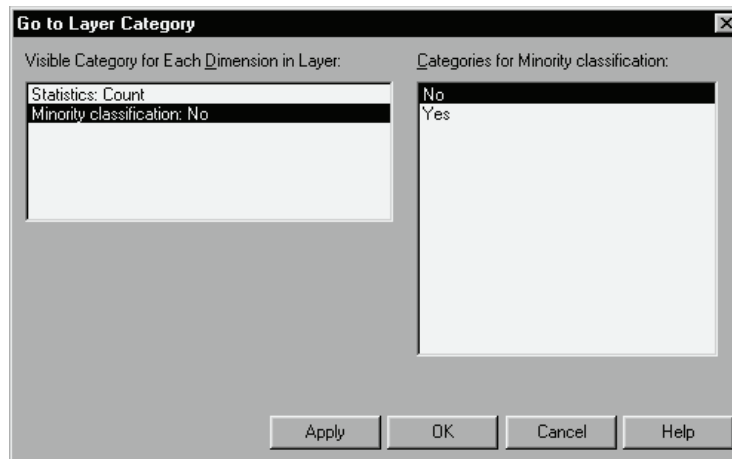 Go to Layer Category
Visible Category for Each Dimension in Layer:
Statistics: Count
Minority classification: No
Categories for Minority classification:
No
Yes
Apply
OK
Cancel
Help